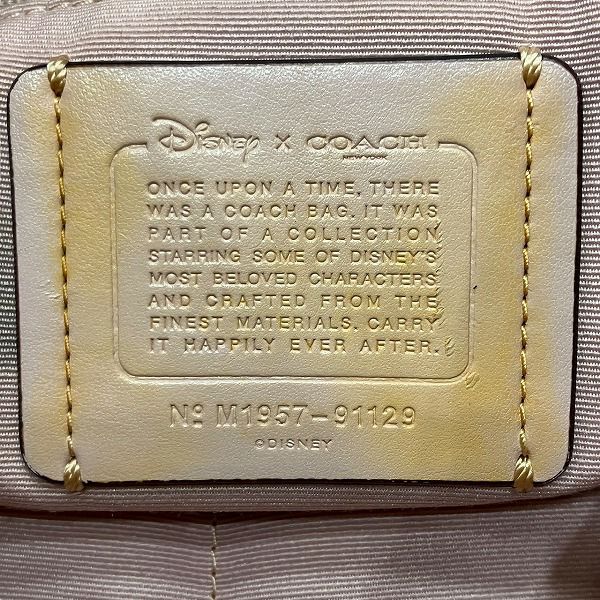 Disney x COACH
NEW YORK
ONCE UPON A TIME, THERE
WAS A COACH BAG. IT WAS
PART OF A COLLECTION
STARRING SOME OF DISNEY'S
MOST BELOVED CHARACTERS
AND CRAFTED FROM THE
FINEST MATERIALS. CARRY
IT HAPPILY EVER AFTER.
Nº M1957-91129
©DISNEY